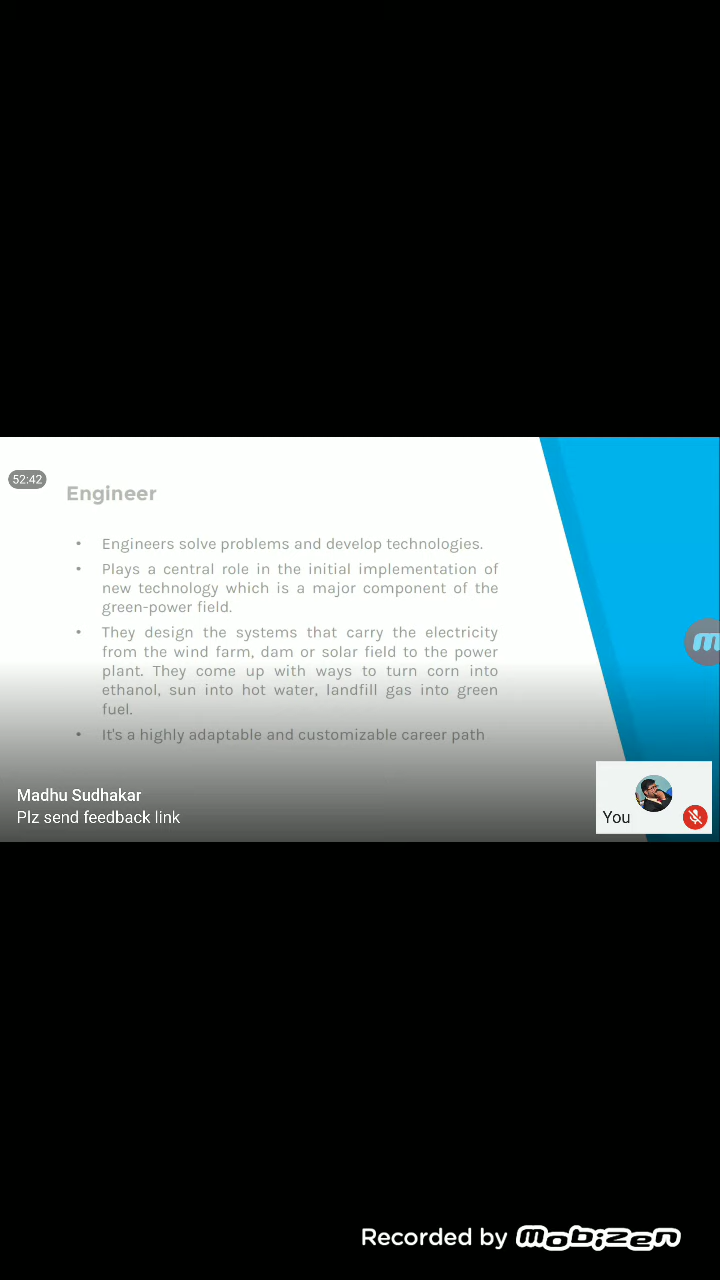 52:42
Engineer
• Engineers solve problems and develop technologies.
• Plays a central role in the initial implementation of
new technology which is a major component of the
green-power field.
• They design the systems that carry the electricity
from the wind farm, dam or solar field to the power
plant. They come up with ways to turn corn into
ethanol, sun into hot water, landfill gas into green
fuel.
• It's a highly adaptable and customizable career path
Madhu Sudhakar
Plz send feedback link
You
m
Recorded by mobizen